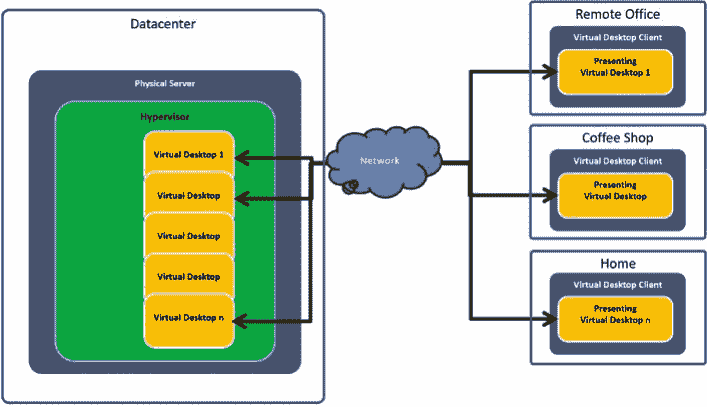 Datacenter
Physical Server
Hypervisor
Virtual Desktop 1
Virtual Desktop
Virtual Desktop
Virtual Desktop
Virtual Desktop n
Network
Remote Office
Virtual Desktop Client
Presenting
Virtual Desktop 1
Coffee Shop
Virtual Desktop Client
Presenting
Virtual Desktop
Home
Virtual Desktop Client
Presenting
Virtual Desktop n